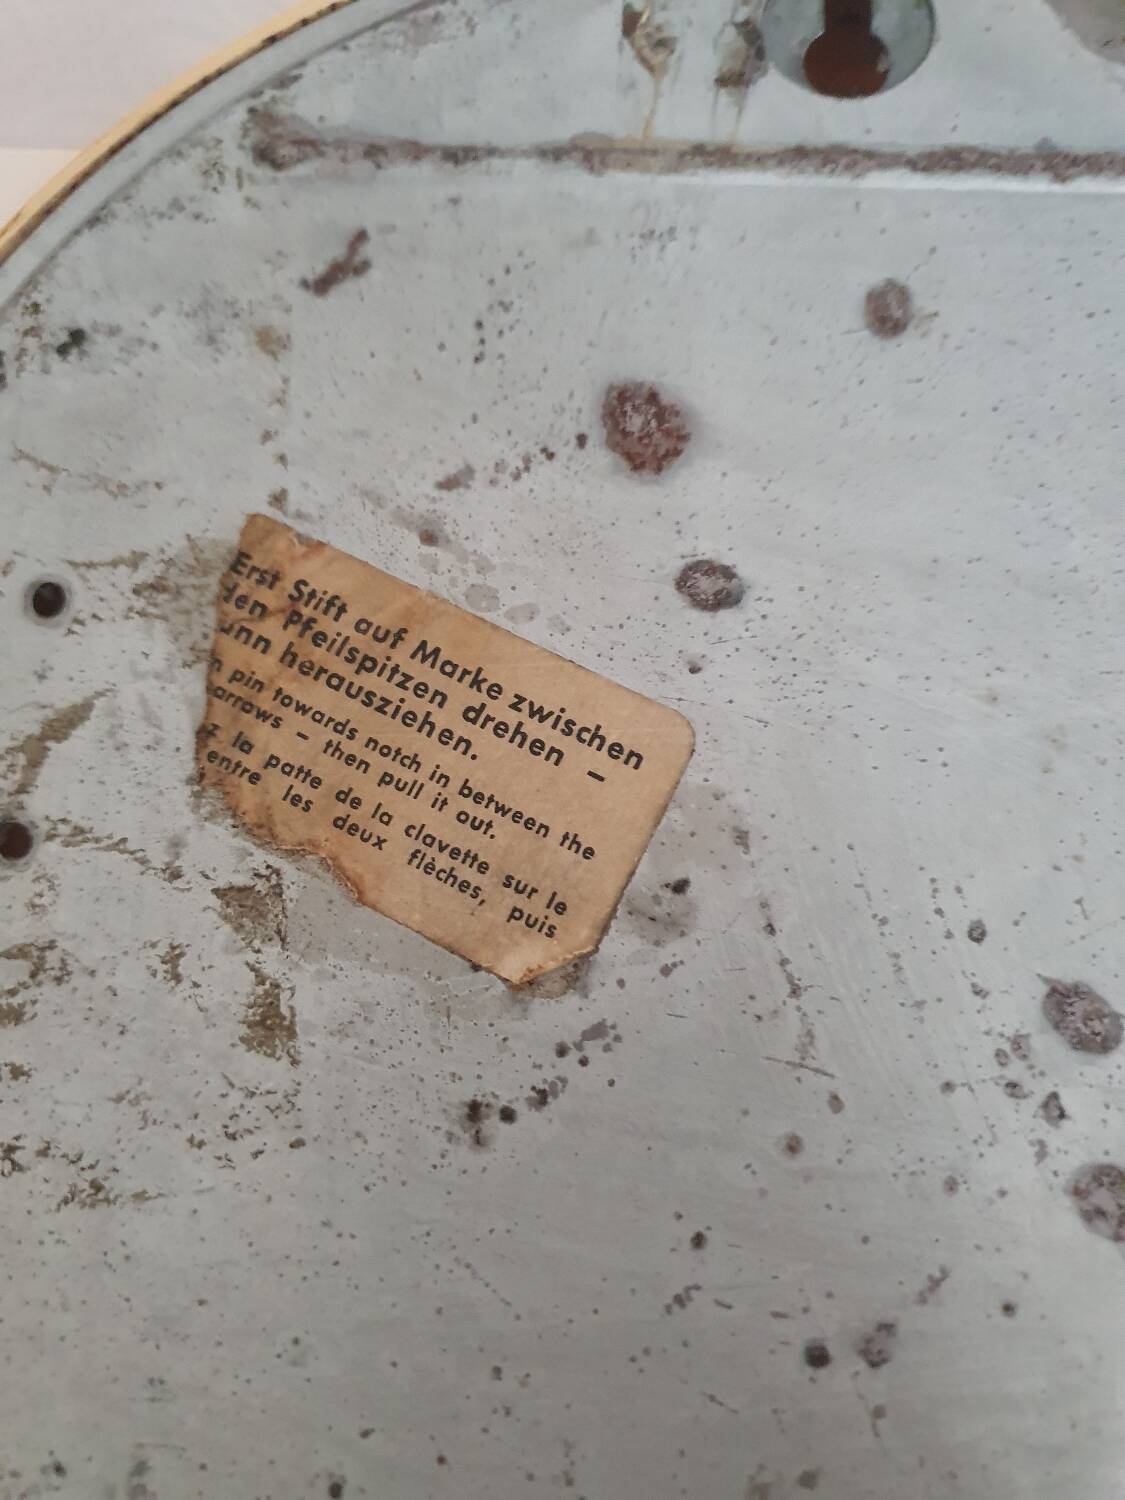 Erst Stift auf Marke zwischen
den Pfeilspitzen drehen –
herausziehen.
pin towards notch in between the
arrows – then pull it out.
la patte de la clavette sur le
entre les deux flèches, puis